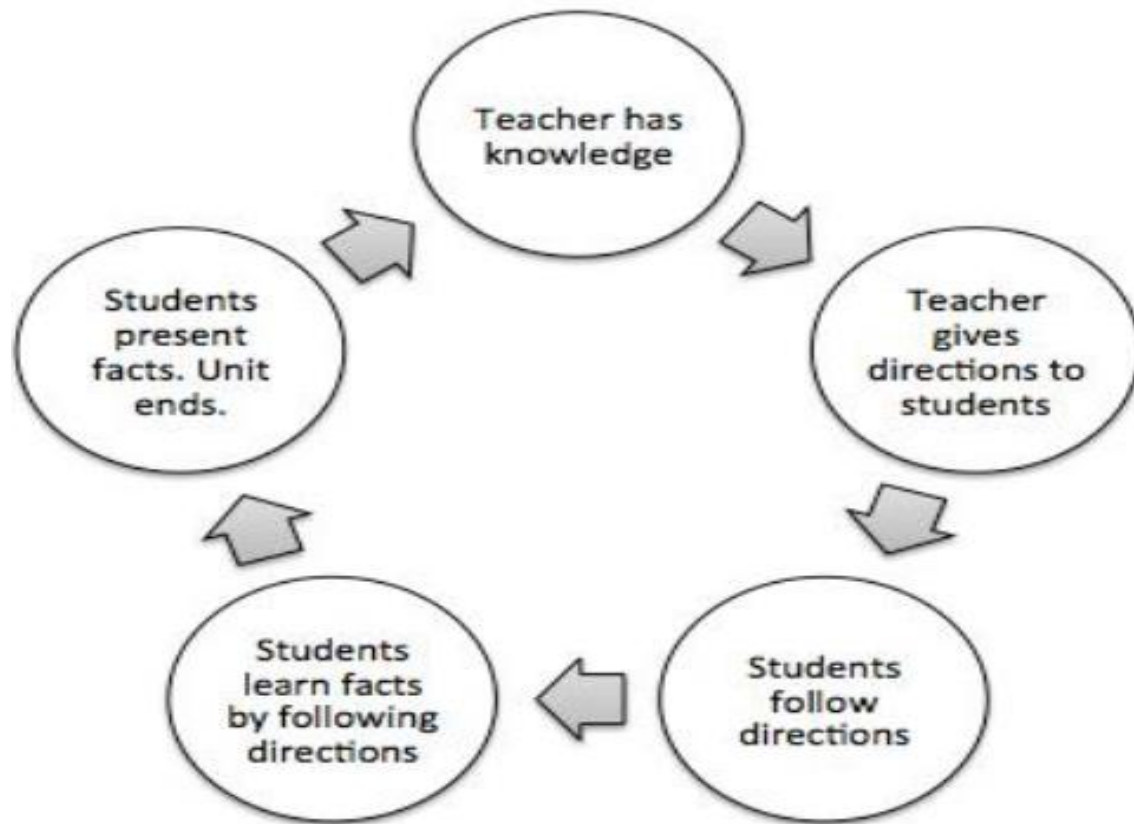 Teacher has
knowledge
Teacher
gives
directions to
students
Students
follow
directions
Students
learn facts
by following
directions
Students
present
facts. Unit
ends.